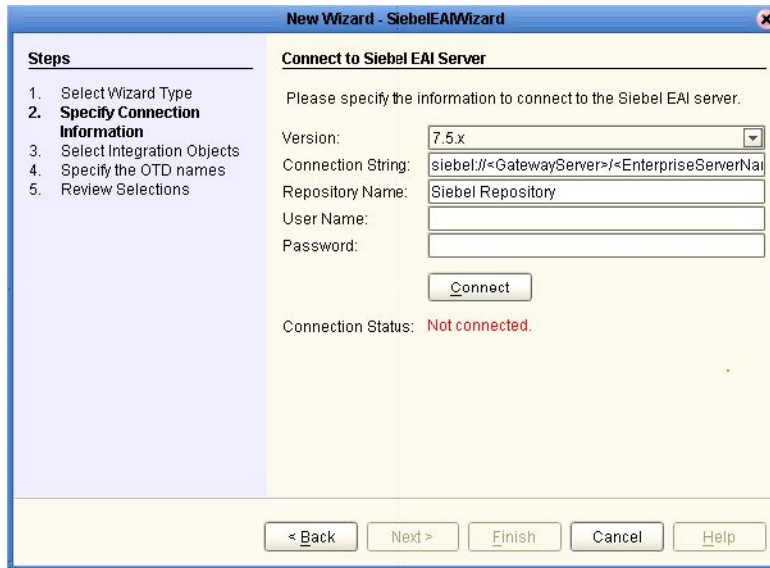 New Wizard - SiebelEAIWizard
Steps
1. Select Wizard Type
2. Specify Connection
Information
3. Select Integration Objects
4. Specify the OTD names
5. Review Selections
Connect to Siebel EAI Server
Please specify the information to connect to the Siebel EAI server.
Version: 7.5.x
Connection String: siebel://<GatewayServer>/<EnterpriseServerNa
Repository Name: Siebel Repository
User Name:
Password:
Connect
Connection Status: Not connected.
< Back Next > Finish Cancel Help